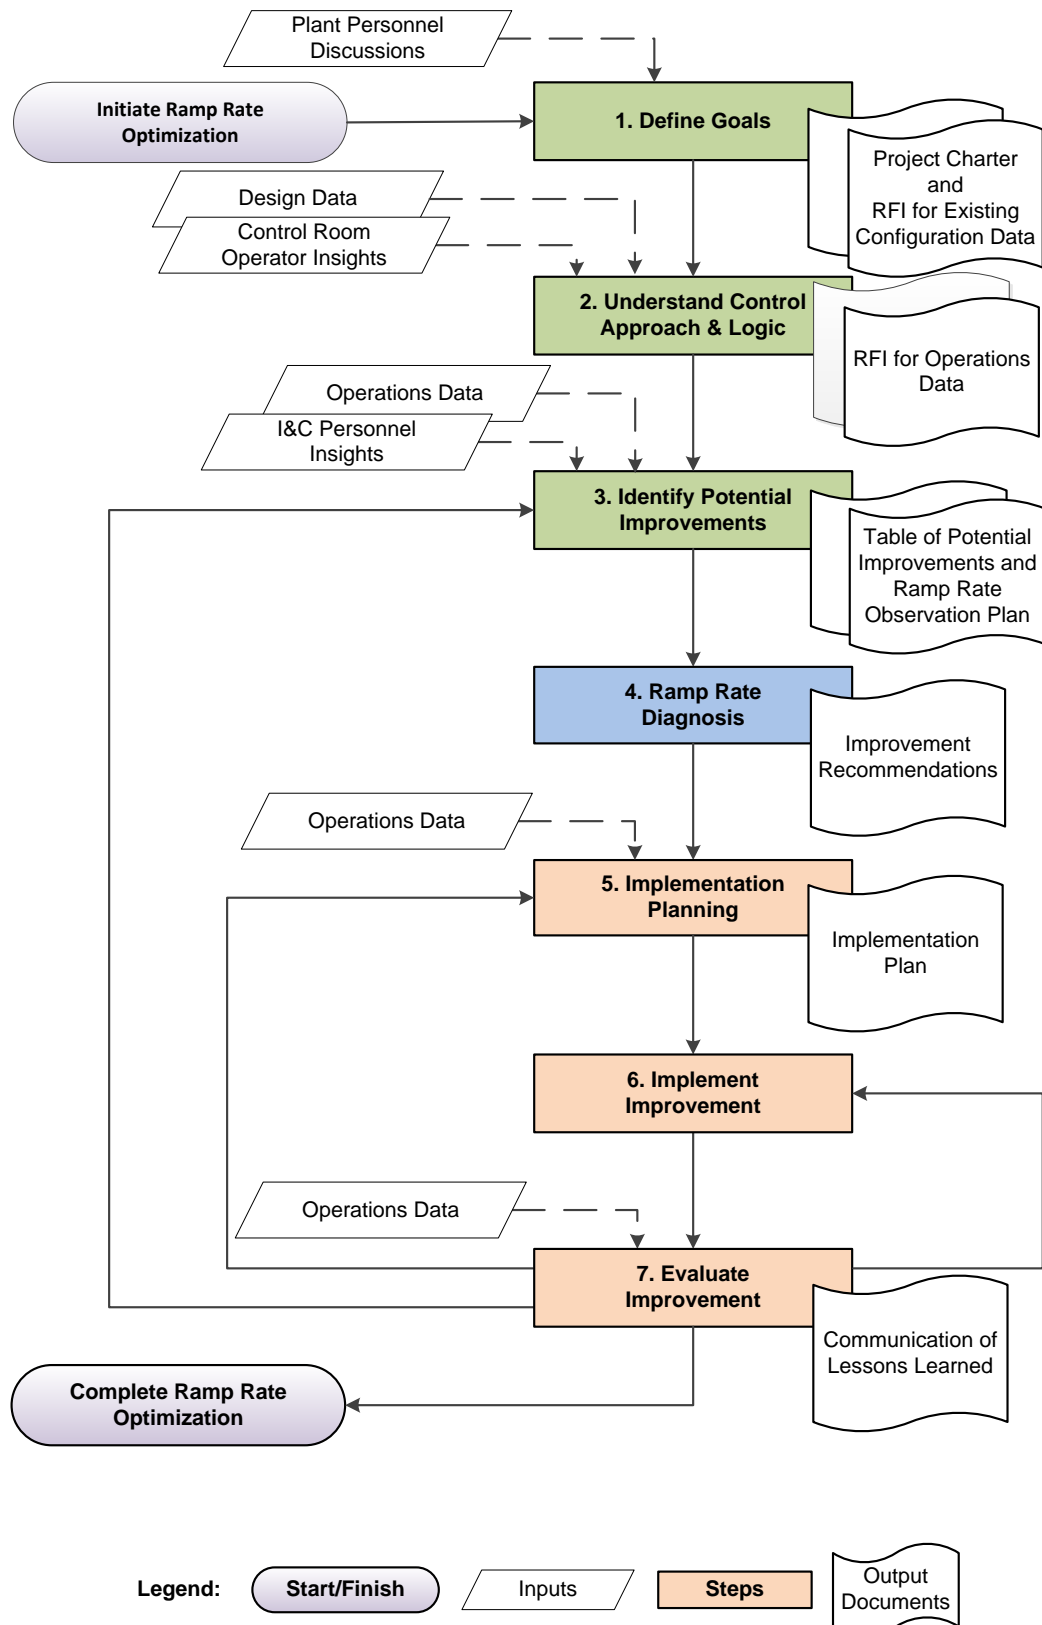 Plant Personnel
Discussions
Initiate Ramp Rate
Optimization
1. Define Goals
Project Charter
and
RFI for Existing
Configuration Data
Design Data
Control Room
Operator Insights
2. Understand Control
Approach & Logic
RFI for Operations
Data
Operations Data
I&C Personnel
Insights
3. Identify Potential
Improvements
Table of Potential
Improvements and
Ramp Rate
Observation Plan
4. Ramp Rate
Diagnosis
Improvement
Recommendations
Operations Data
5. Implementation
Planning
Implementation
Plan
6. Implement
Improvement
Operations Data
7. Evaluate
Improvement
Communication of
Lessons Learned
Complete Ramp Rate
Optimization
Legend:
Start/Finish
Inputs
Steps
Output
Documents